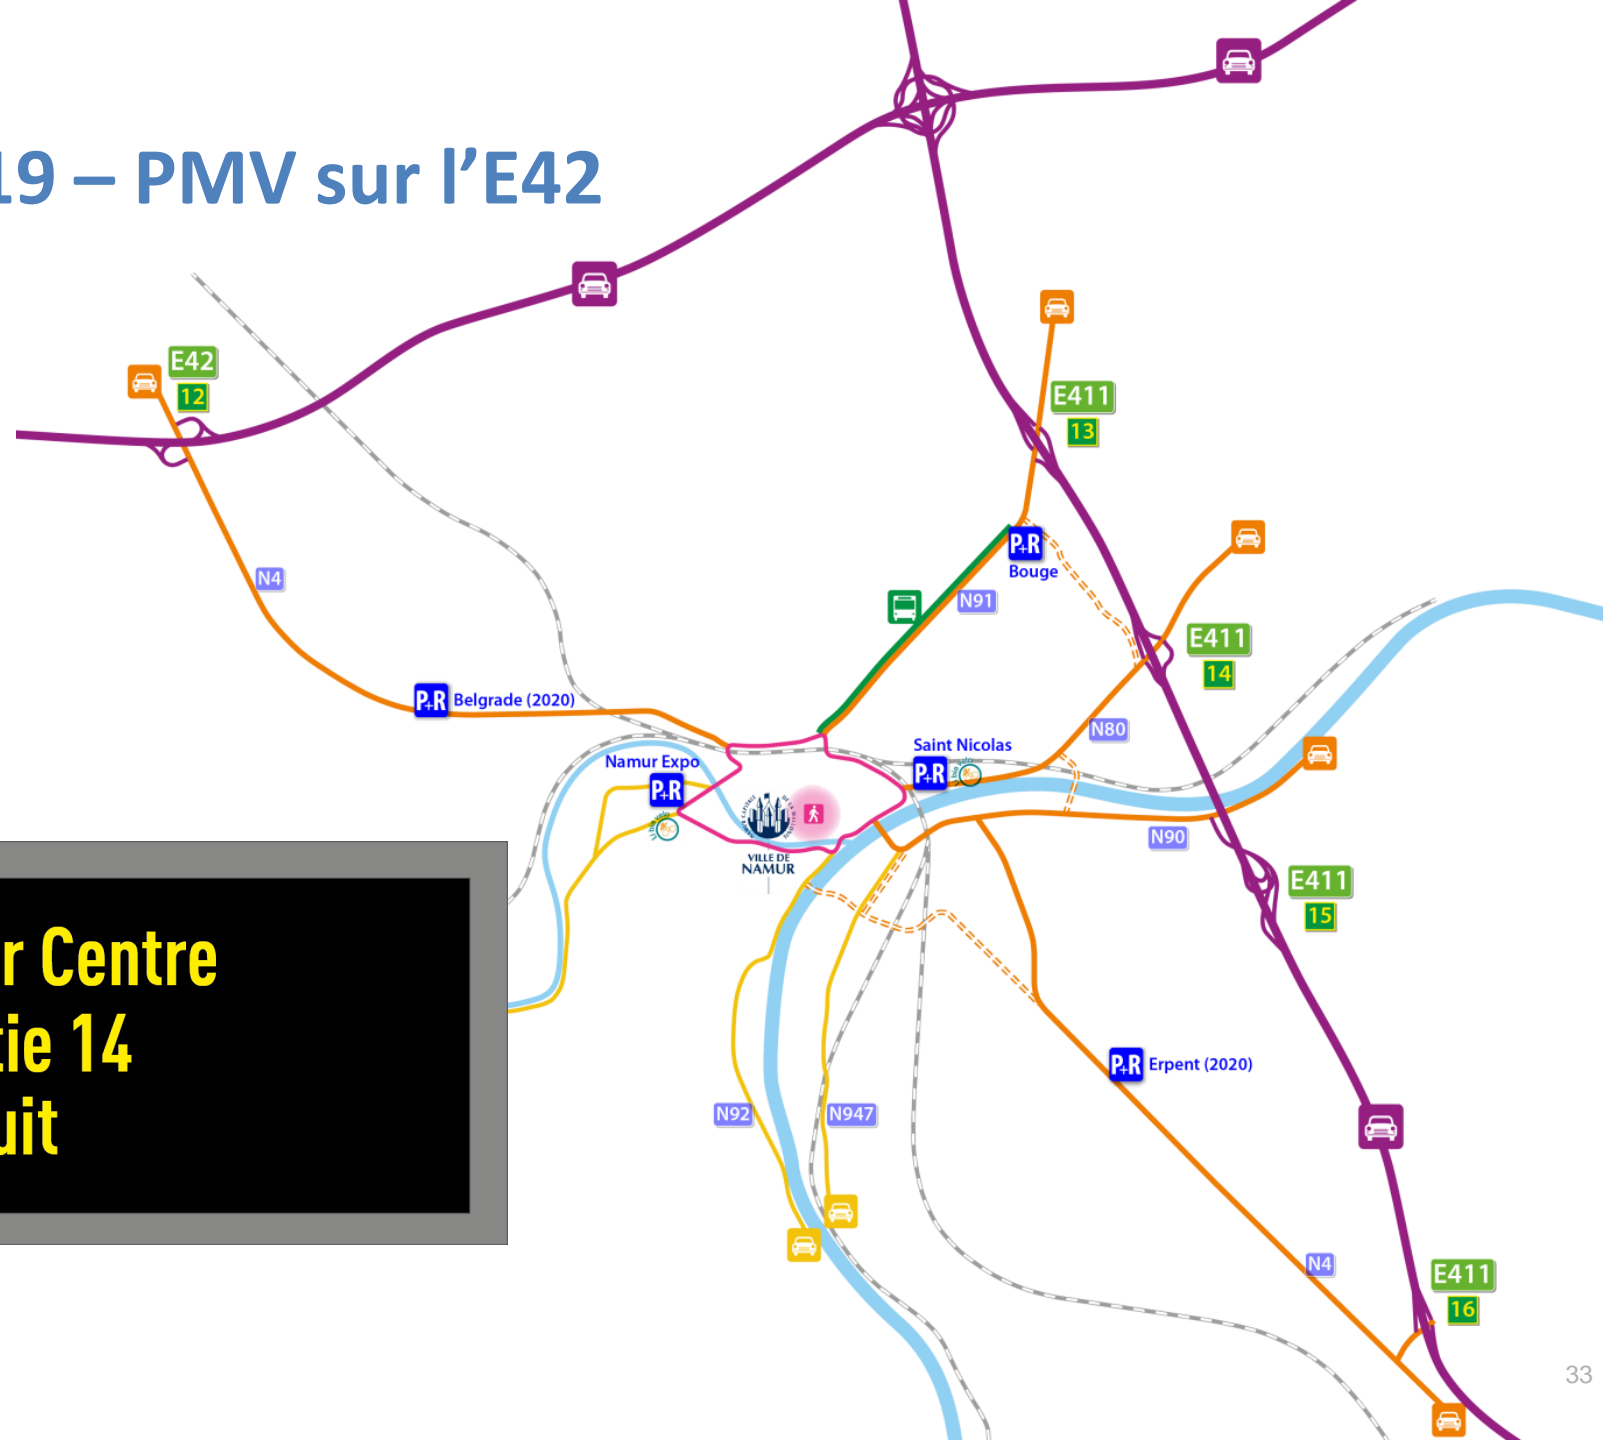 19 – PMV sur l’E42
E42
12
E411
13
P+R
Bouge
N4
N91
E411
14
P+R
Belgrade (2020)
N80
Saint Nicolas
P+R
Namur Expo
P+R
N90
VILLE DE
NAMUR
E411
15
r Centre
tie 14
uit
P+R
Erpent (2020)
N92
N947
N4
E411
16
33